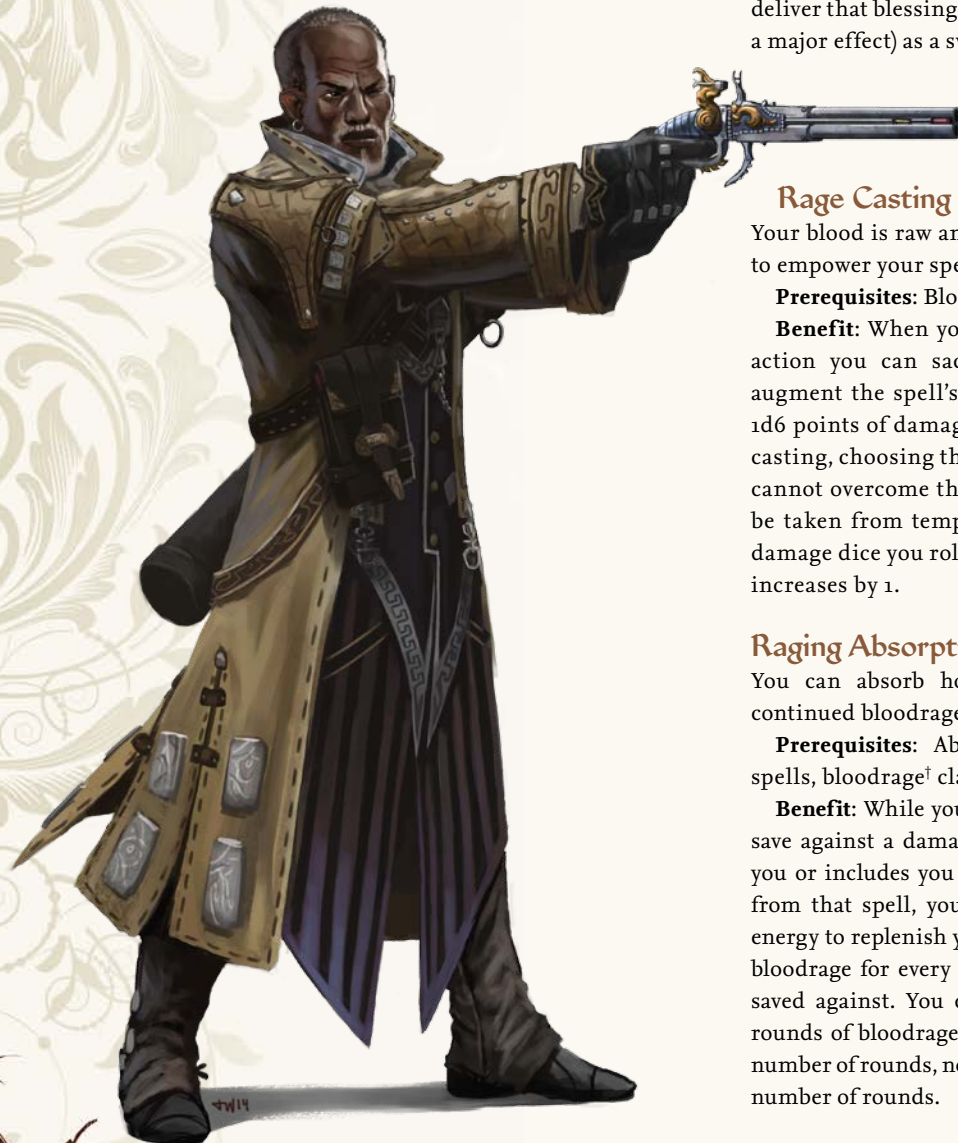 deliver that blessing
a major effect) as a sw
Rage Casting
Your blood is raw an
to empower your spe
Prerequisites: Blo
Benefit: When yo
action you can sac
augment the spell's
1d6 points of damag
casting, choosing th
cannot overcome th
be taken from temp
damage dice you rol
increases by 1.
Raging Absorpt
You can absorb ho
continued bloodrage
Prerequisites: Ab
spells, bloodrage† cla
Benefit: While you
save against a dama
you or includes you
from that spell, you
energy to replenish y
bloodrage for every
saved against. You c
rounds of bloodrage
number of rounds, no
number of rounds.
JW14